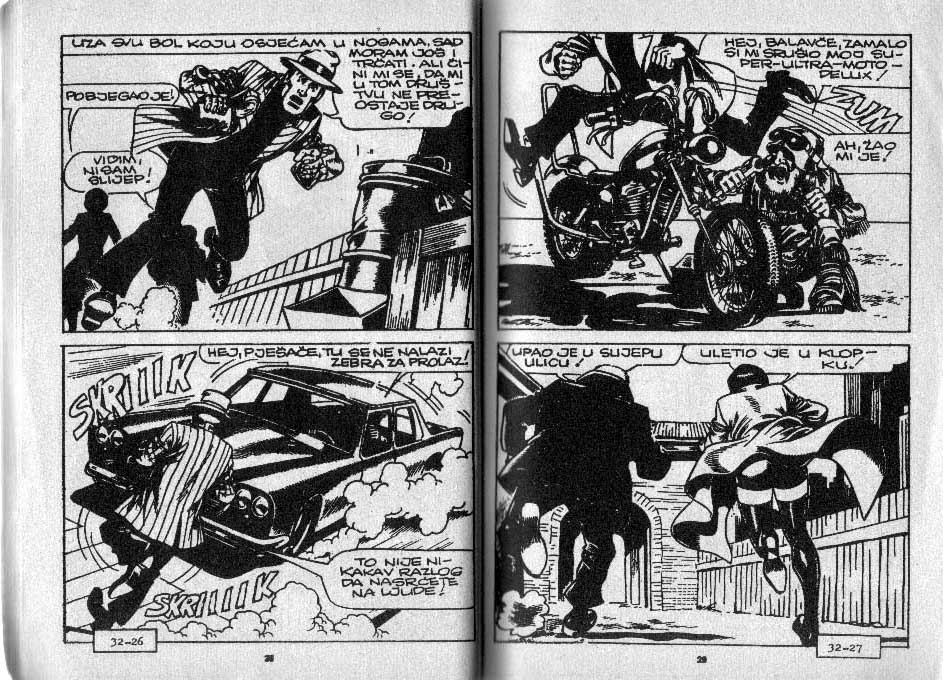 UZA SVU BOL KOJU OSJEĆAM U NOGAMA, SAD
MORAM JOŠ I
TRČATI. ALI ČI-
NI MI SE, DA MI
U TOM DRUŠ-
TVU NE PRE-
OSTAJE DRU-
GO!
POBJEGAO JE!
VIDIM,
NISAM
SLIJEP!
SKRIIIIK
HEJ, PJEŠAČE, TU SE NE NALAZI
ZEBRA ZA PROLAZ!
TO NIJE NI-
KAKAV RAZLOG
DA NASRĆETE
NA LJUDE!
SKRIIIIIK
32-26
HEJ, BALAVČE, ZAMALO
SI MI SRUŠIO MOJ SU-
PER-ULTRA-MOTO-
DELUX!
ZZUM
AH, ŽAO
MI JE!
UPAO JE U SLIJEPU
ULICU!
ULETIO JE U KLOP-
KU!
29
32-27